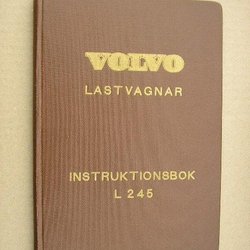 VOLVO
LASTVAGNAR
INSTRUKTIONSBOK
L 245